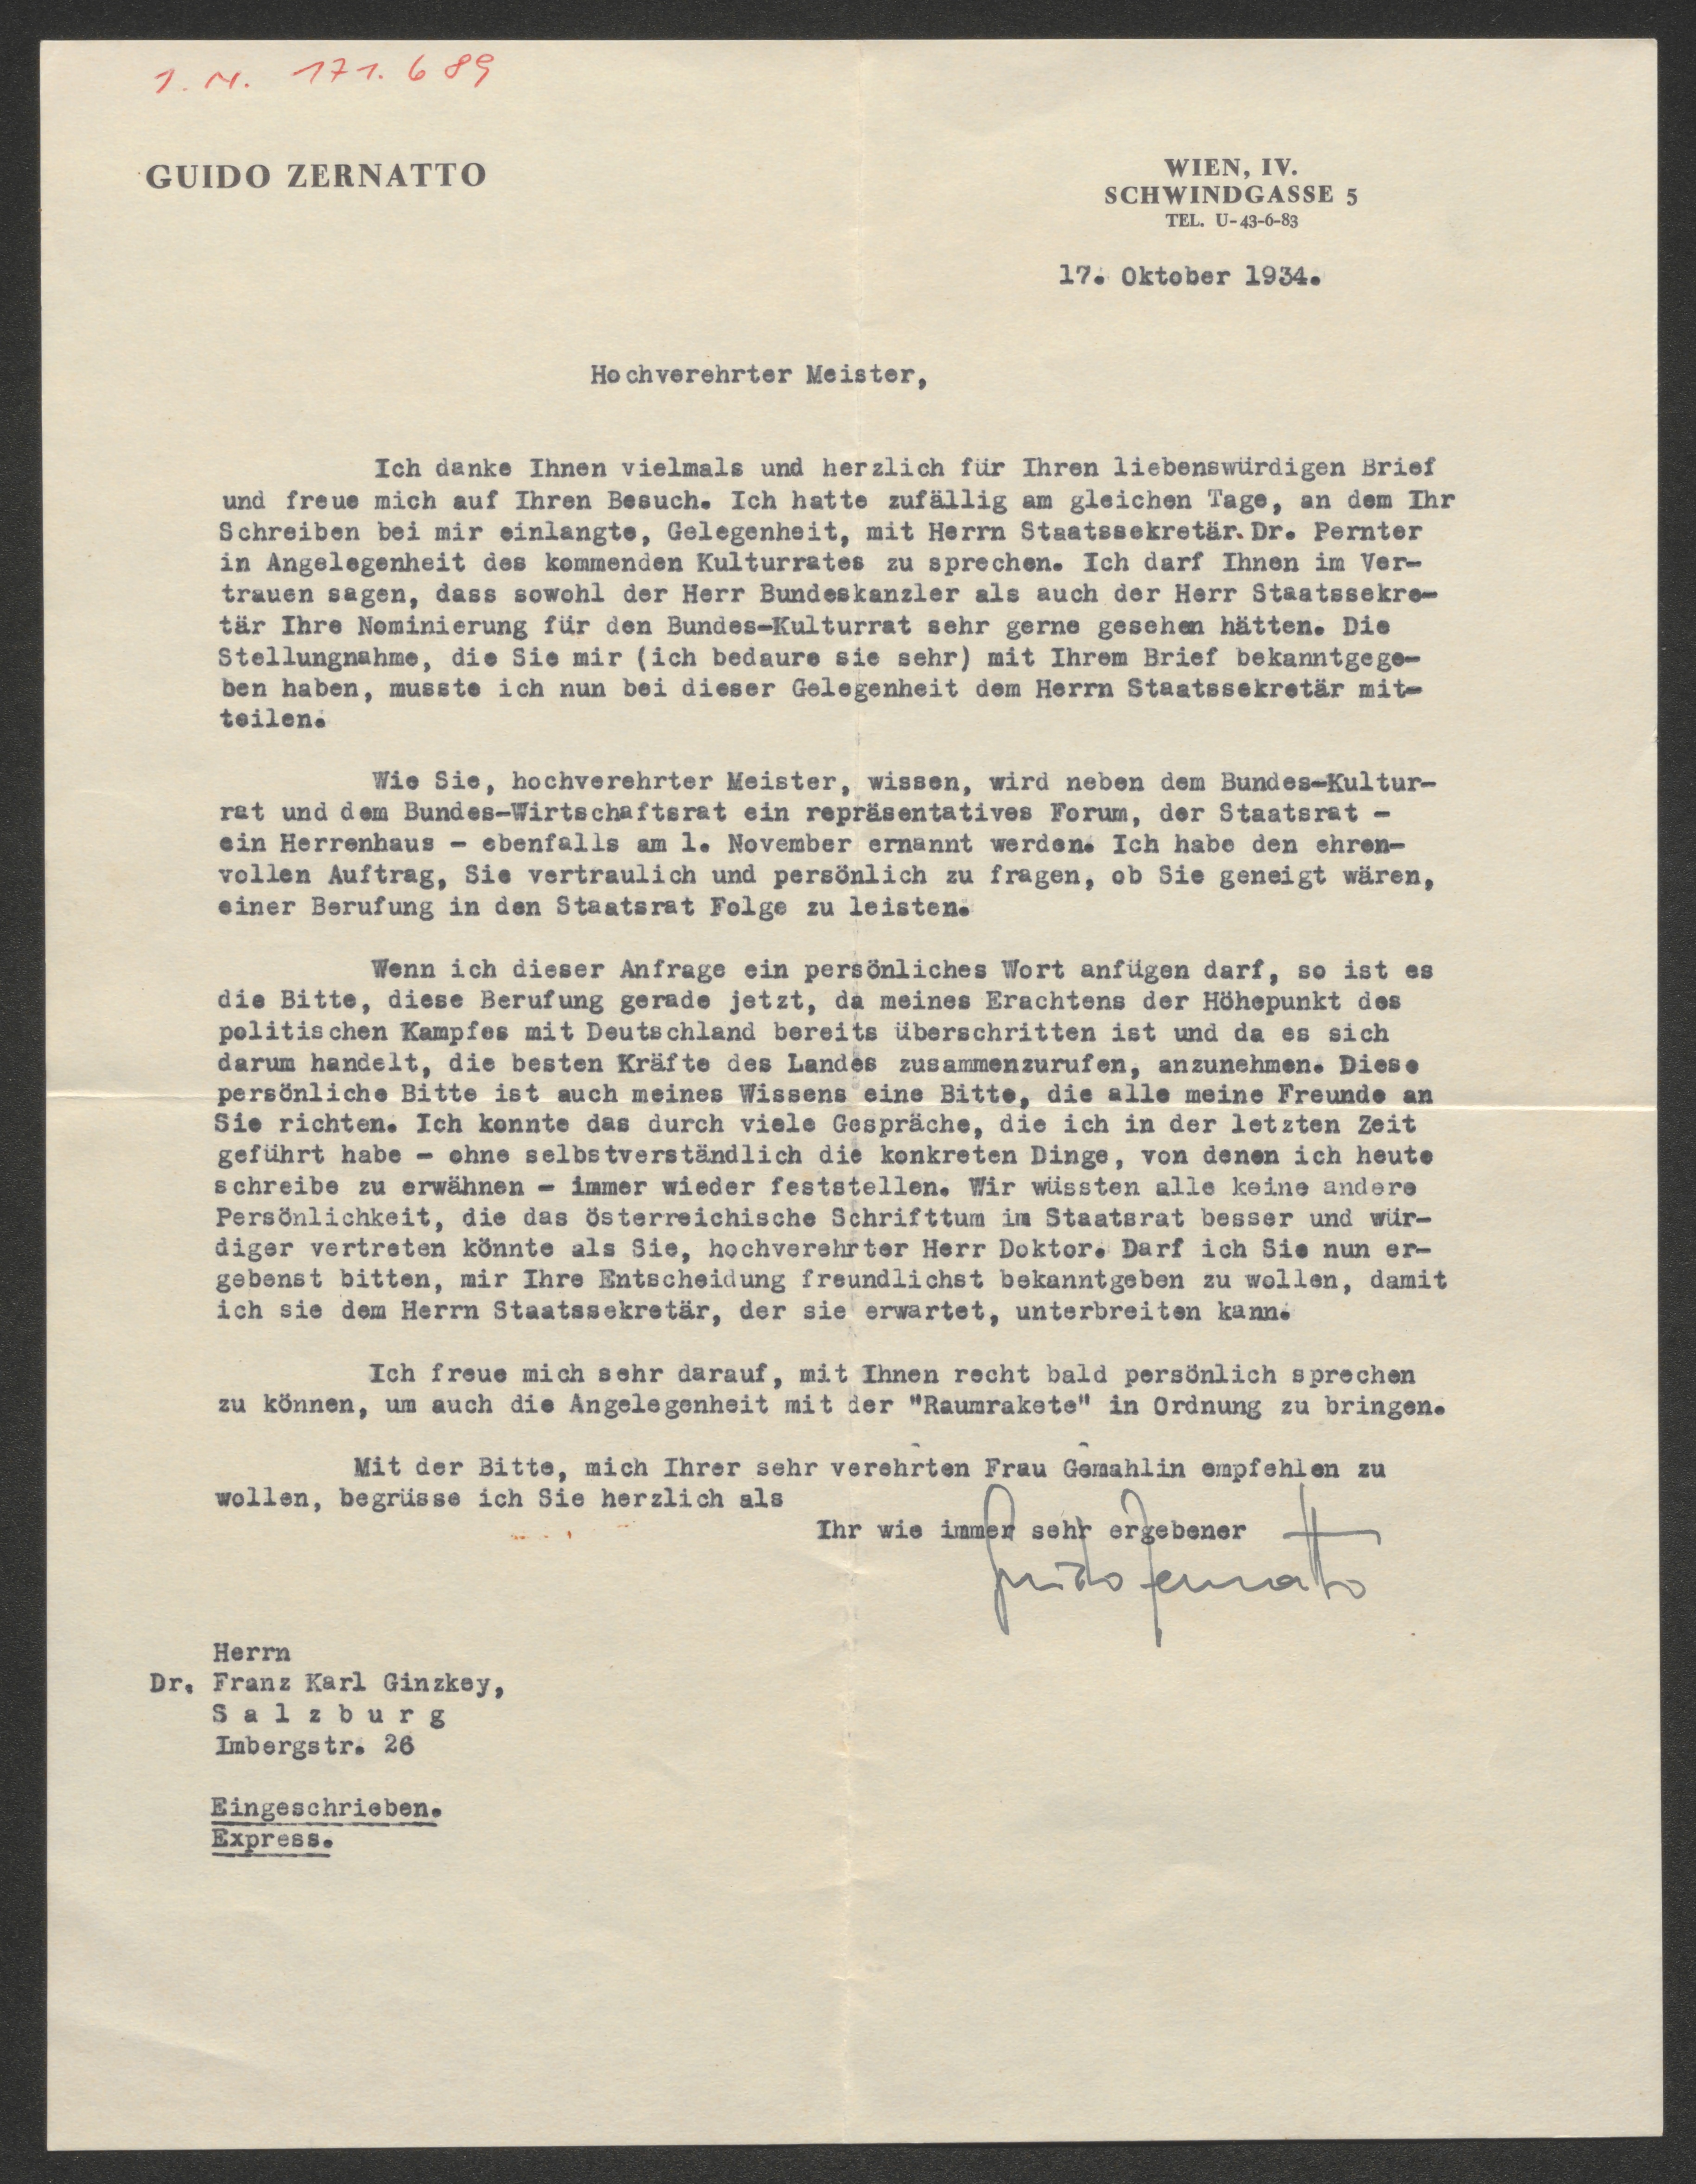 I. N. 171.689
GUIDO ZERNATTO
WIEN, IV.
SCHWINDGASSE 5
TEL. U-43-6-83
17. Oktober 1934.
Hochverehrter Meister,
Ich danke Ihnen vielmals und herzlich für Ihren liebenswürdigen Brief
und freue mich auf Ihren Besuch. Ich hatte zufällig am gleichen Tage, an dem Ihr
Schreiben bei mir einlangte, Gelegenheit, mit Herrn Staatssekretär.Dr. Pernter
in Angelegenheit des kommenden Kulturrates zu sprechen. Ich darf Ihnen im Ver-
trauen sagen, dass sowohl der Herr Bundeskanzler als auch der Herr Staatssekre-
tär Ihre Nominierung für den Bundes-Kulturrat sehr gerne gesehen hätten. Die
Stellungnahme, die Sie mir (ich bedaure sie sehr) mit Ihrem Brief bekanntgege-
ben haben, musste ich nun bei dieser Gelegenheit dem Herrn Staatssekretär mit-
teilen.
Wie Sie, hochverehrter Meister, wissen, wird neben dem Bundes-Kultur-
rat und dem Bundes-Wirtschaftsrat ein repräsentatives Forum, der Staatsrat -
ein Herrenhaus - ebenfalls am 1. November ernannt werden. Ich habe den ehren-
vollen Auftrag, Sie vertraulich und persönlich zu fragen, ob Sie geneigt wären,
einer Berufung in den Staatsrat Folge zu leisten.
Wenn ich dieser Anfrage ein persönliches Wort anfügen darf, so ist es
die Bitte, diese Berufung gerade jetzt, da meines Erachtens der Höhepunkt des
politischen Kampfes mit Deutschland bereits überschritten ist und da es sich
darum handelt, die besten Kräfte des Landes zusammenzurufen, anzunehmen. Diese
persönliche Bitte ist auch meines Wissens eine Bitte, die alle meine Freunde an
Sie richten. Ich konnte das durch viele Gespräche, die ich in der letzten Zeit
geführt habe - ohne selbstverständlich die konkreten Dinge, von denen ich heute
schreibe zu erwähnen - immer wieder feststellen. Wir wüssten alle keine andere
Persönlichkeit, die das österreichische Schrifttum im Staatsrat besser und wür-
diger vertreten könnte als Sie, hochverehrter Herr Doktor. Darf ich Sie nun er-
gebenst bitten, mir Ihre Entscheidung freundlichst bekanntgeben zu wollen, damit
ich sie dem Herrn Staatssekretär, der sie erwartet, unterbreiten kann.
Ich freue mich sehr darauf, mit Ihnen recht bald persönlich sprechen
zu können, um auch die Angelegenheit mit der "Raumrakete" in Ordnung zu bringen.
Mit der Bitte, mich Ihrer sehr verehrten Frau Gemahlin empfehlen zu
wollen, begrüsse ich Sie herzlich als
Ihr wie immer sehr ergebener
Guido Zernatto
Herrn
Dr. Franz Karl Ginzkey,
S a l z b u r g
Imbergstr. 26
Eingeschrieben.
Express.